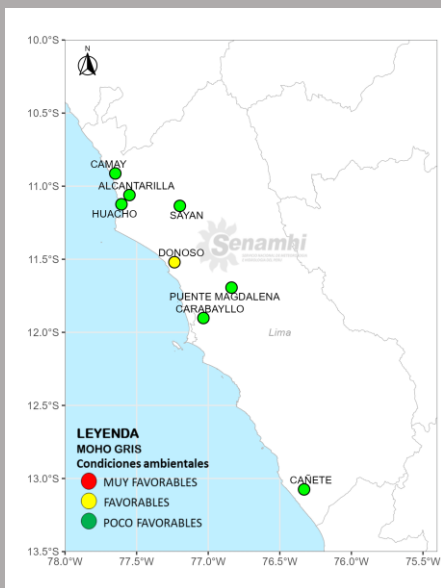 10.0°S
N
10.5°S
CAMAY
11.0°S
ALCANTARILLA
HUACHO
SAYAN
Senamhi
DONOSO
11.5°S
PUENTE MAGDALENA
CARABAYLLO
12.0°S
Lima
12.5°S
LEYENDA
MOHO GRIS
Condiciones ambientales
MUY FAVORABLES
FAVORABLES
POCO FAVORABLES
CAÑETE
13.0°S
13.5°S
78.0°W
77.5°W
77.0°W
76.5°W
76.0°W
75.5°W